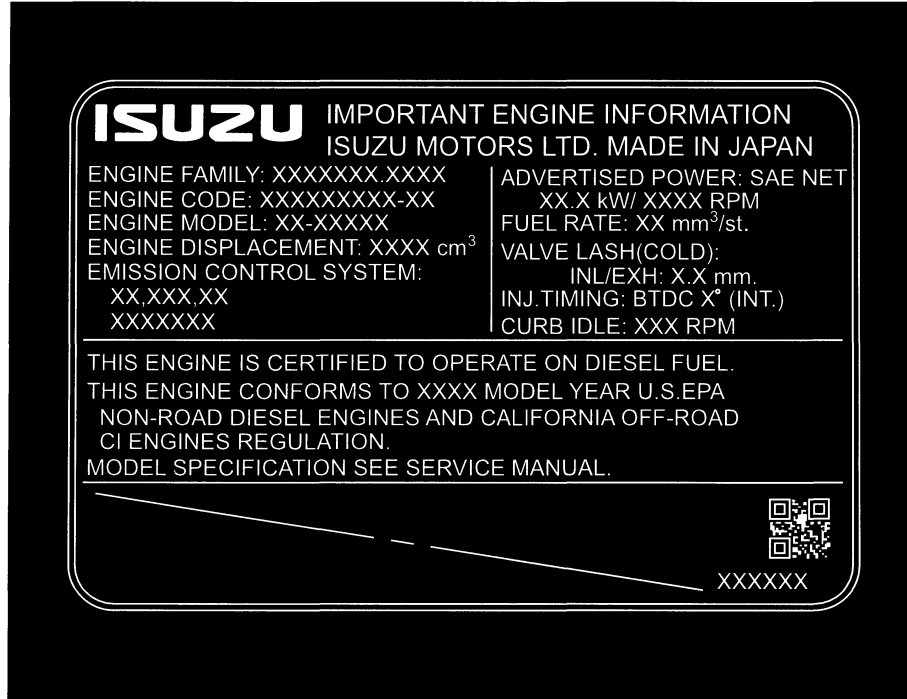 ISUZU
IMPORTANT ENGINE INFORMATION
ISUZU MOTORS LTD. MADE IN JAPAN
ENGINE FAMILY: XXXXXXX.XXXX
ENGINE CODE: XXXXXXXXX-XX
ENGINE MODEL: XX-XXXXX
ENGINE DISPLACEMENT: XXXX cm³
EMISSION CONTROL SYSTEM:
XX,XXX,XX
XXXXXXX
ADVERTISED POWER: SAE NET
XX.X kW/ XXXX RPM
FUEL RATE: XX mm³/st.
VALVE LASH(COLD):
INL/EXH: X.X mm.
INJ.TIMING: BTDC X° (INT.)
CURB IDLE: XXX RPM
THIS ENGINE IS CERTIFIED TO OPERATE ON DIESEL FUEL.
THIS ENGINE CONFORMS TO XXXX MODEL YEAR U.S.EPA
NON-ROAD DIESEL ENGINES AND CALIFORNIA OFF-ROAD
CI ENGINES REGULATION.
MODEL SPECIFICATION SEE SERVICE MANUAL.
XXXXXX